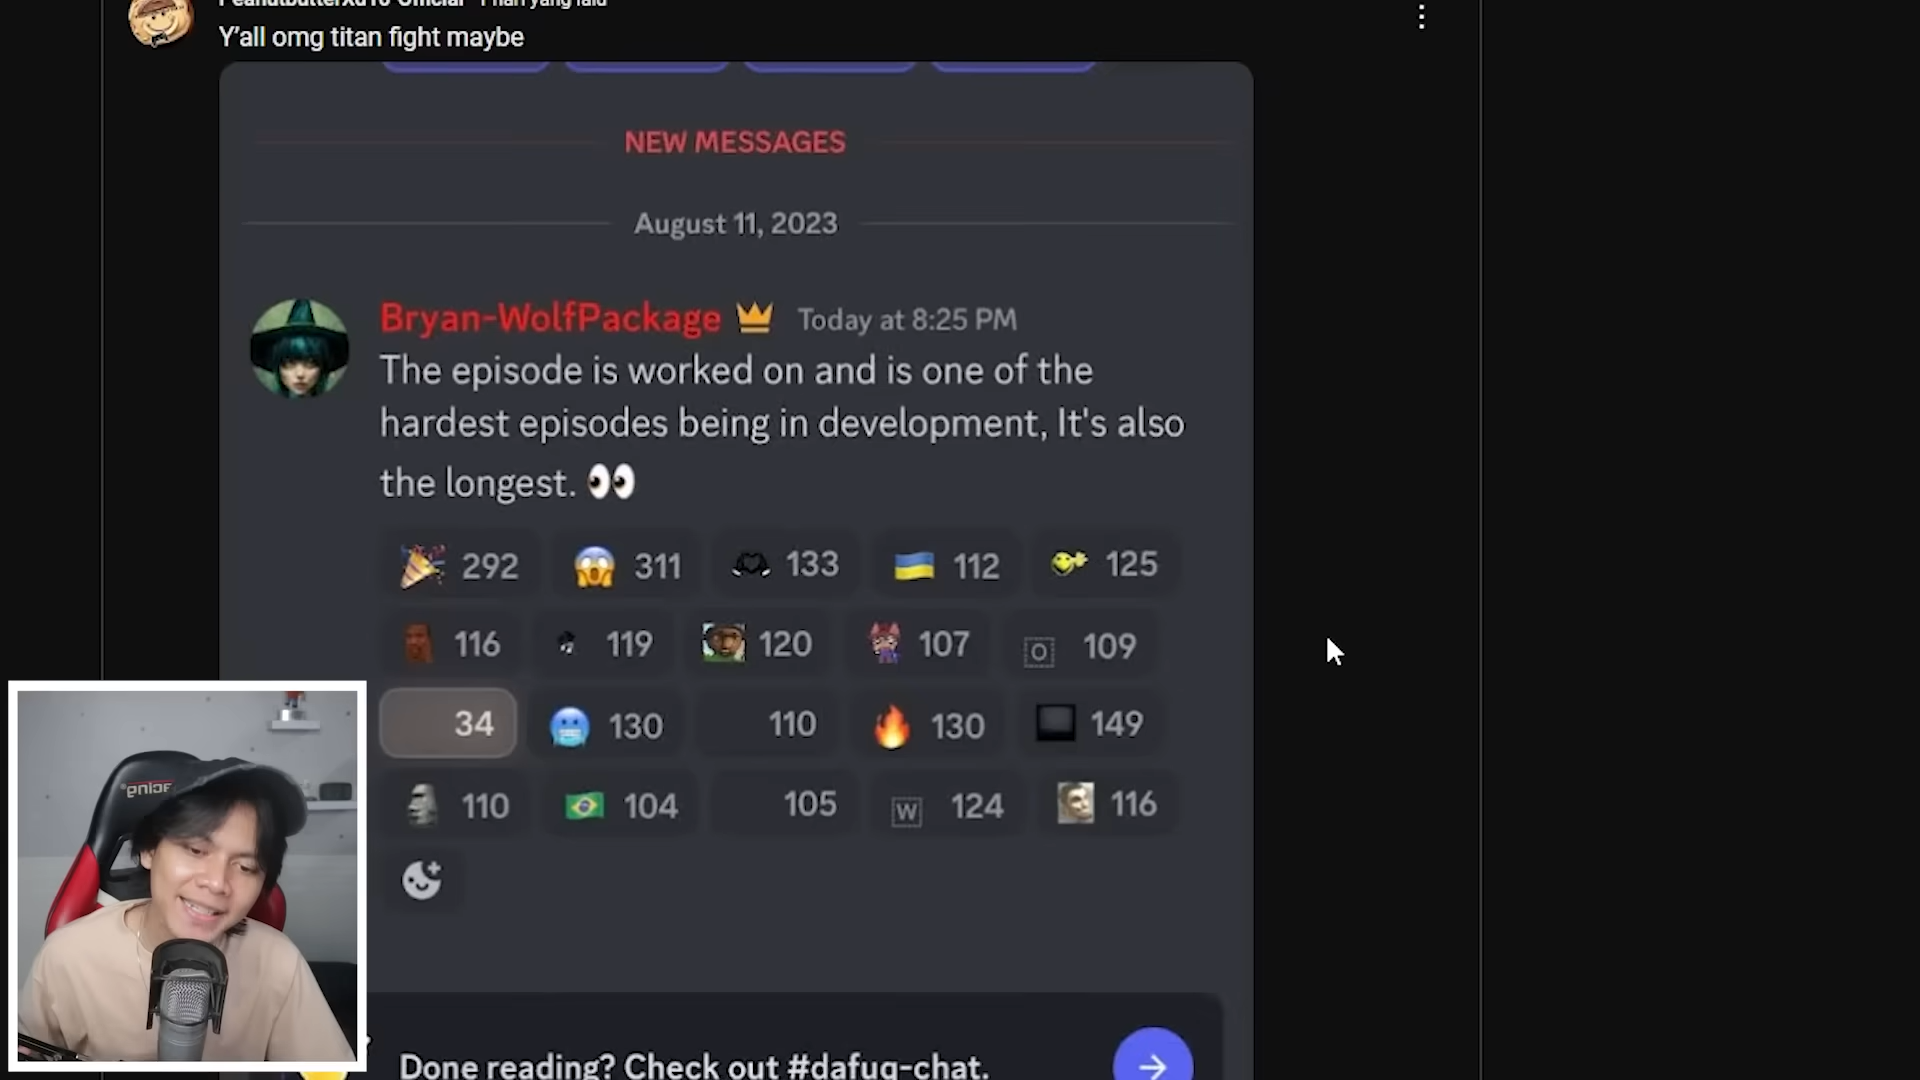 Y'all omg titan fight maybe
NEW MESSAGES
August 11, 2023
Bryan-WolfPackage Today at 8:25 PM
The episode is worked on and is one of the
hardest episodes being in development, It's also
the longest. 👀
🎉 292 😱 311 133 🇺🇦 112 125
116 119 120 107 O 109
34 🥶 130 110 🔥 130 149
🗿 110 🇧🇷 104 105 W 124 116
Done reading? Check out #dafuq-chat.